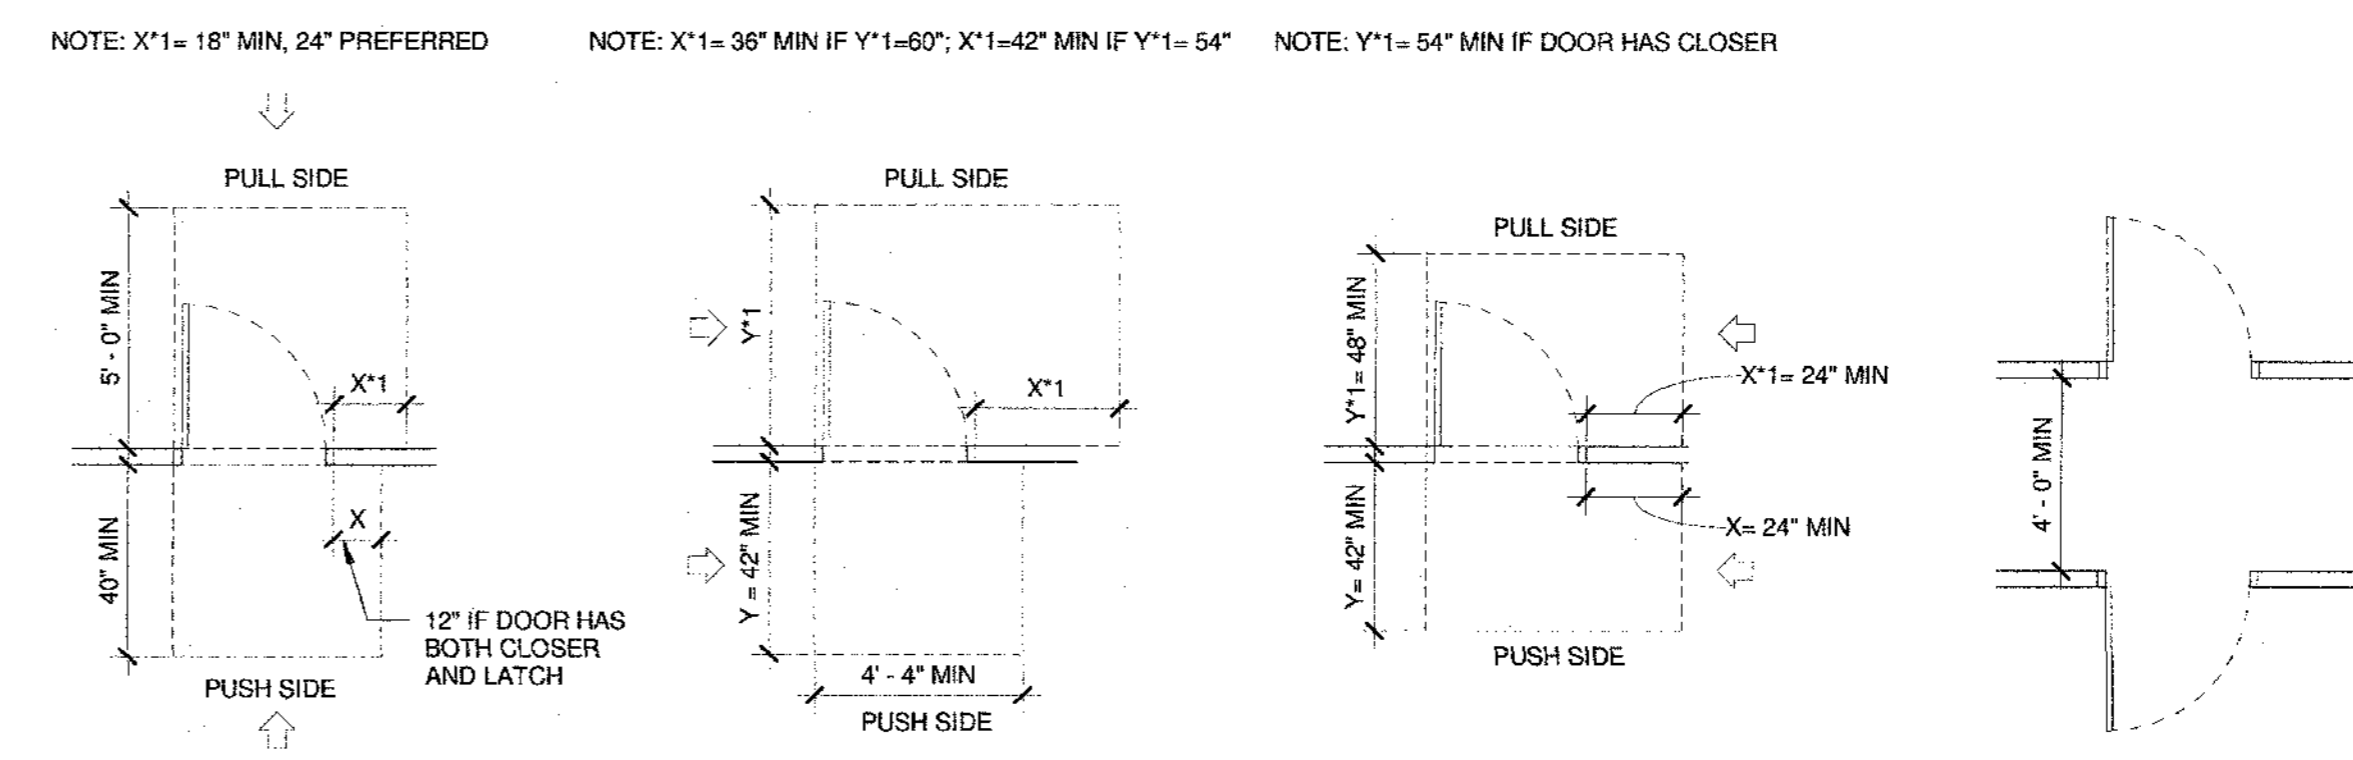 NOTE: X*1= 18" MIN, 24" PREFERRED
NOTE: X*1= 36" MIN IF Y*1=60"; X*1=42" MIN IF Y*1= 54"
NOTE: Y*1= 54" MIN IF DOOR HAS CLOSER
PULL SIDE
5' - 0" MIN
X*1
40" MIN
X
12" IF DOOR HAS
BOTH CLOSER
AND LATCH
PUSH SIDE
PULL SIDE
Y*1
X*1
Y = 42" MIN
4' - 4" MIN
PUSH SIDE
PULL SIDE
Y*1= 48" MIN
X*1= 24" MIN
Y= 42" MIN
X= 24" MIN
PUSH SIDE
4' - 0" MIN